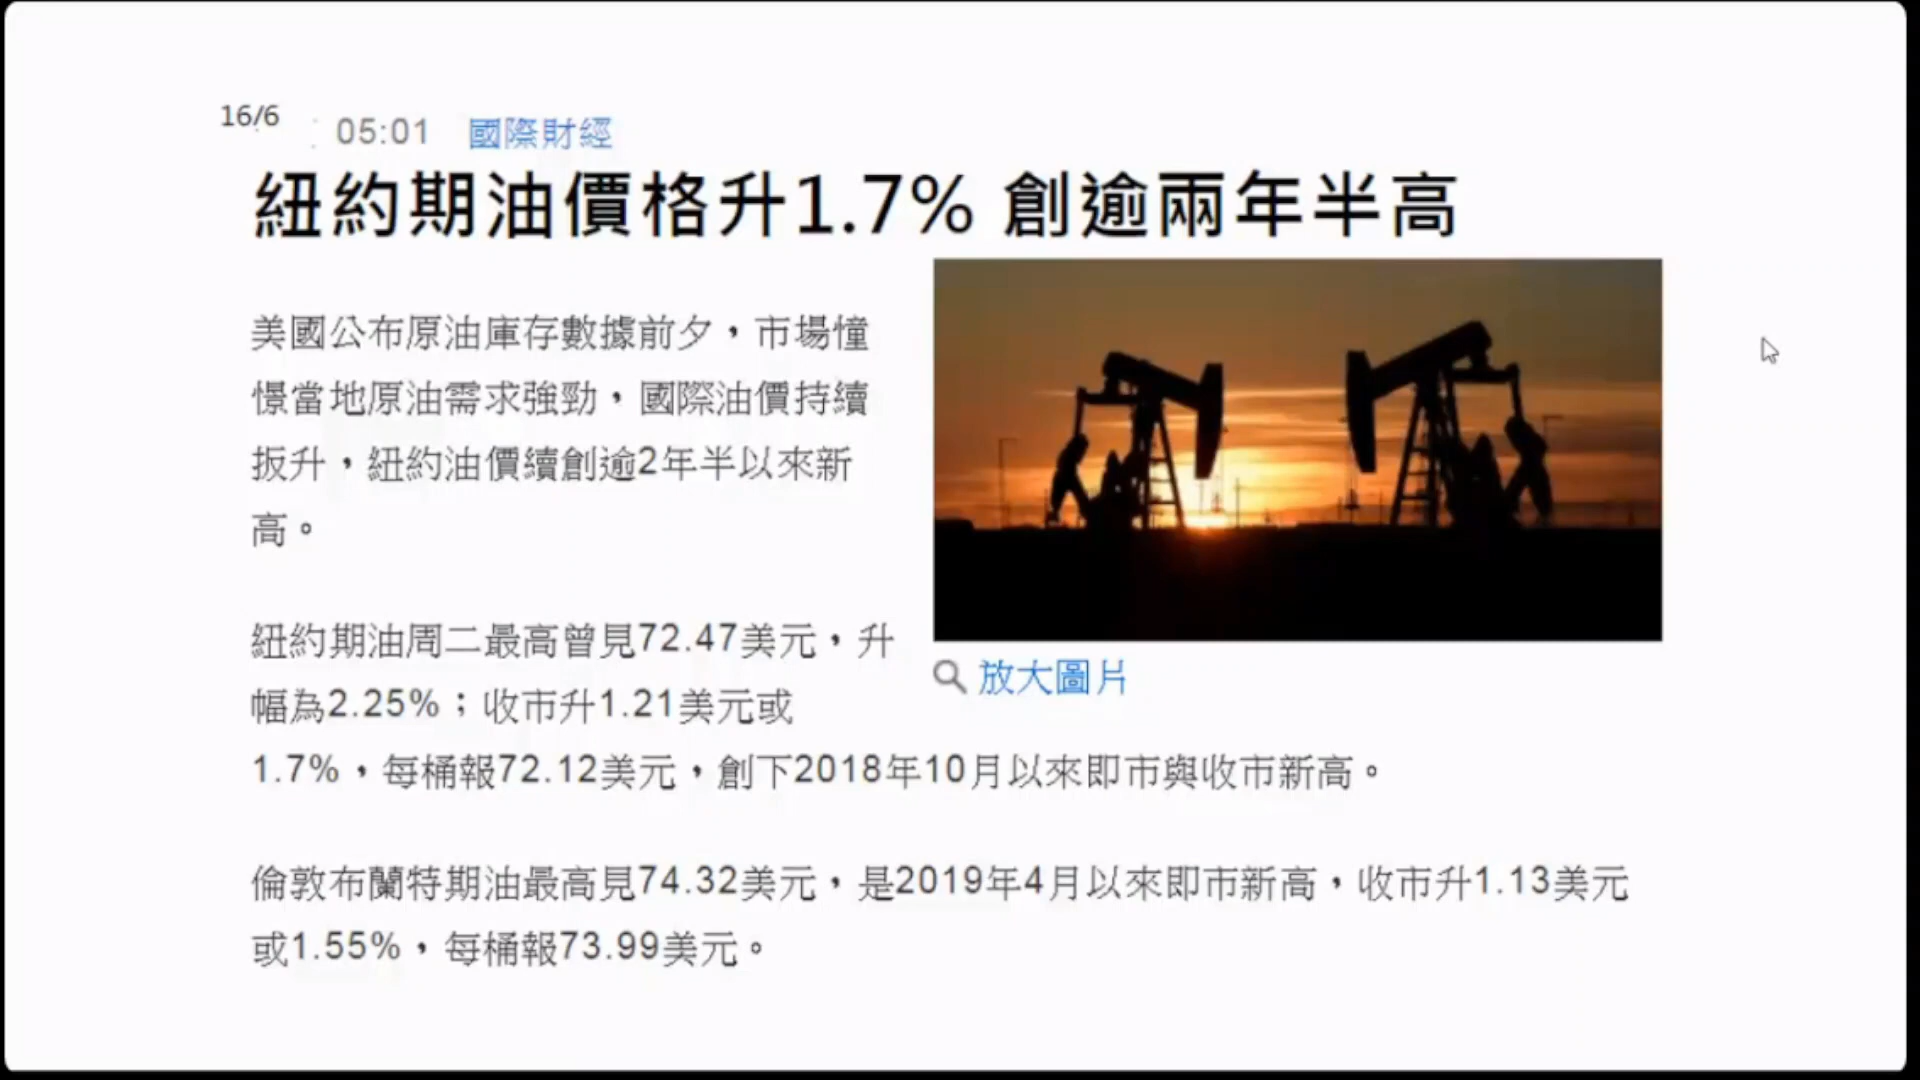 16/6
05:01 國際財經
紐約期油價格升1.7% 創逾兩年半高
美國公布原油庫存數據前夕，市場憧
憬當地原油需求強勁，國際油價持續
扳升，紐約油價續創逾2年半以來新
高。
紐約期油周二最高曾見72.47美元，升
幅為2.25%；收市升1.21美元或
1.7%，每桶報72.12美元，創下2018年10月以來即市與收市新高。
放大圖片
倫敦布蘭特期油最高見74.32美元，是2019年4月以來即市新高，收市升1.13美元
或1.55%，每桶報73.99美元。